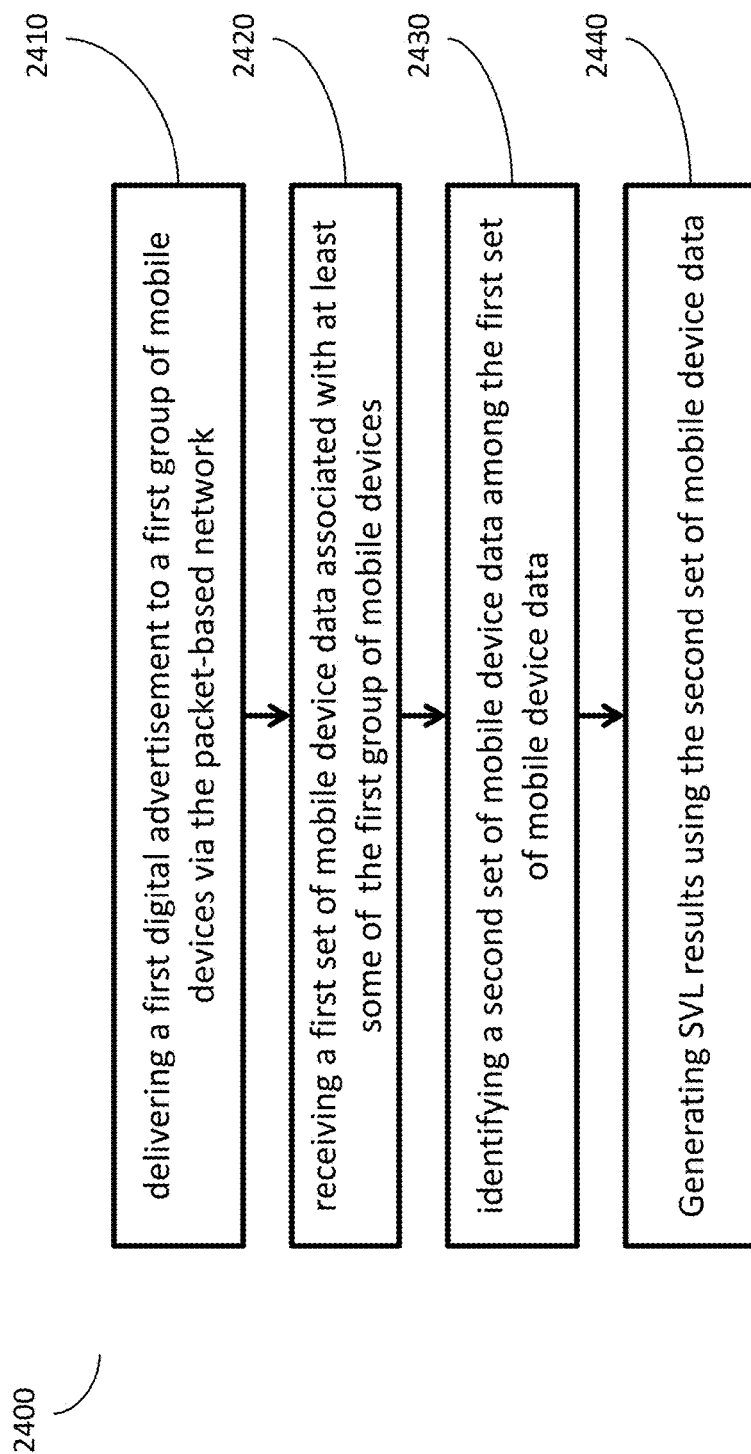 2400
delivering a first digital advertisement to a first group of mobile
devices via the packet-based network
2410
receiving a first set of mobile device data associated with at least
some of the first group of mobile devices
2420
identifying a second set of mobile device data among the first set
of mobile device data
2430
Generating SVL results using the second set of mobile device data
2440